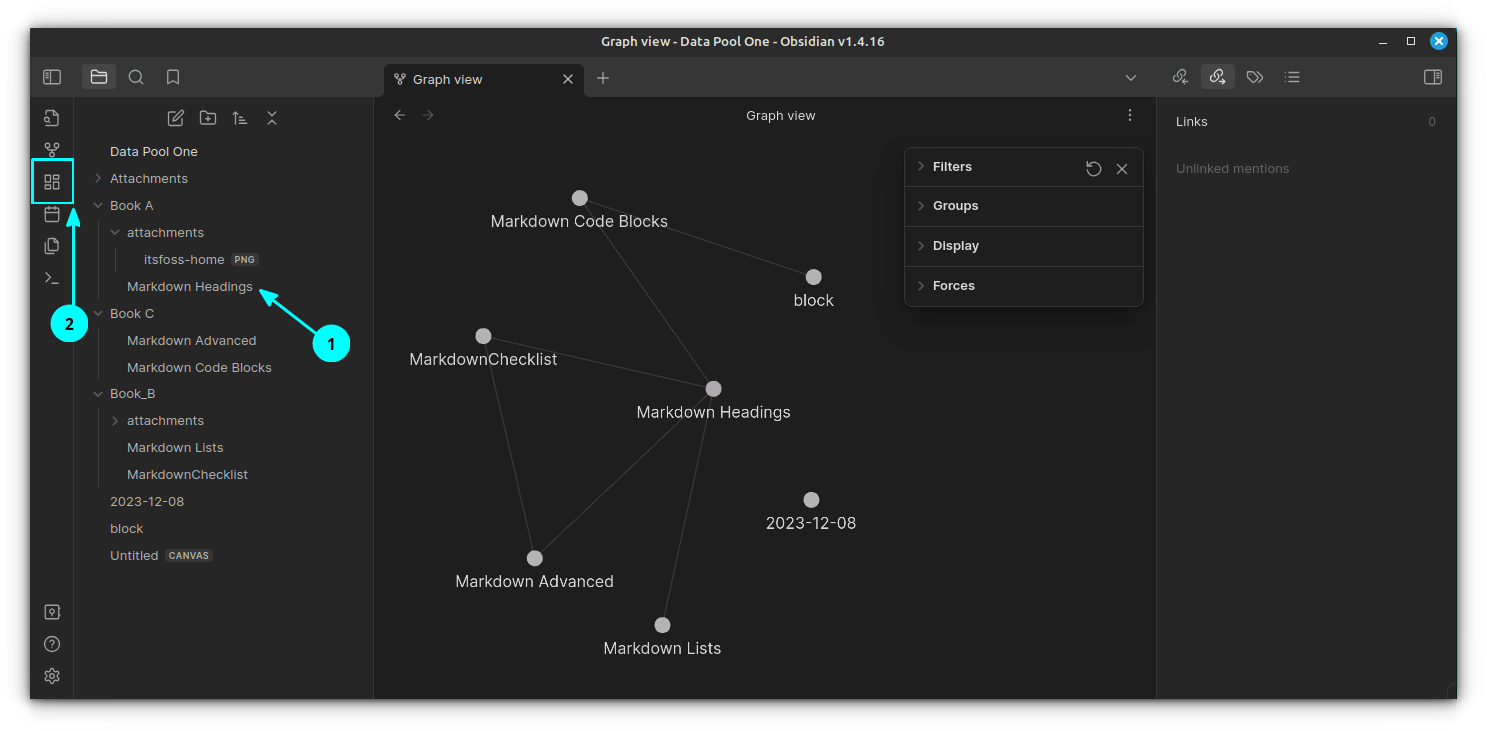 Graph view - Data Pool One - Obsidian v1.4.16
Graph view
Data Pool One
Attachments
Book A
attachments
itsfoss-home PNG
Markdown Headings
Book C
Markdown Advanced
Markdown Code Blocks
Book_B
attachments
Markdown Lists
MarkdownChecklist
2023-12-08
block
Untitled CANVAS
2
1
Graph view
Markdown Code Blocks
block
MarkdownChecklist
Markdown Headings
2023-12-08
Markdown Advanced
Markdown Lists
Filters
Groups
Display
Forces
Links 0
Unlinked mentions